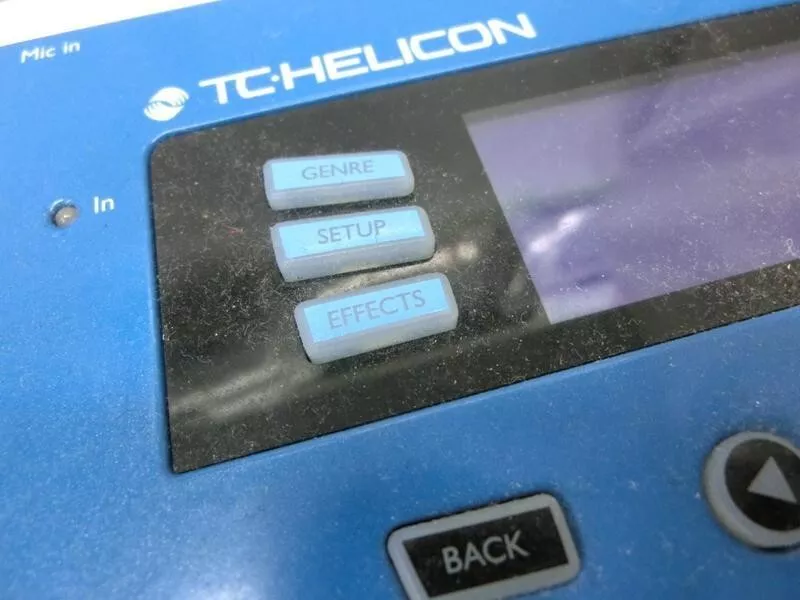 Mic In
TC·HELICON
In
GENRE
SETUP
EFFECTS
BACK